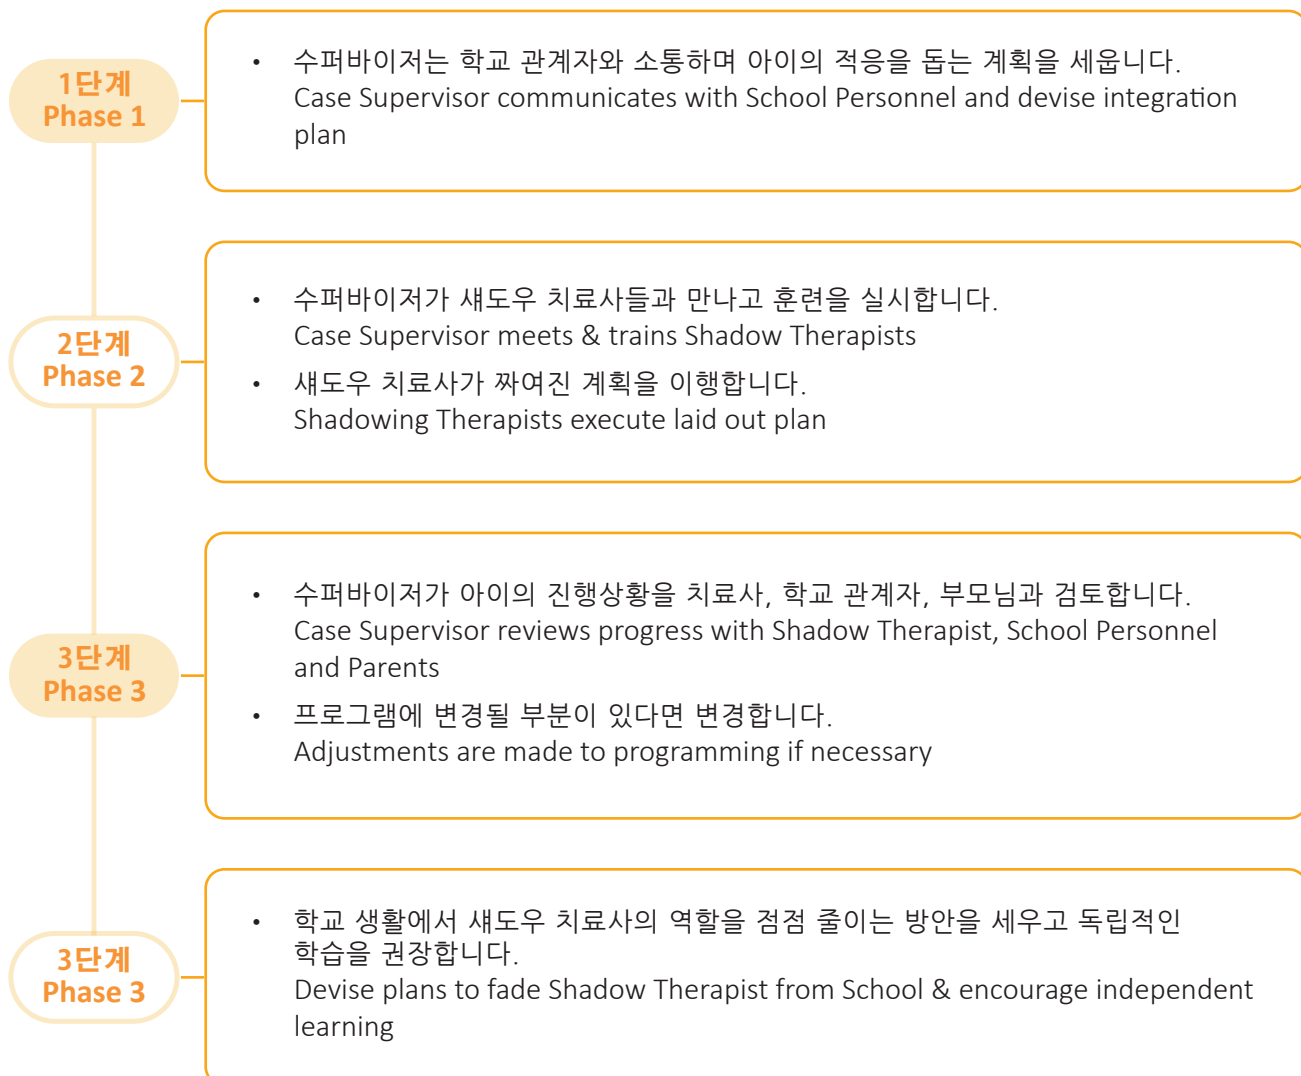 1단계
Phase 1
• 수퍼바이저는 학교 관계자와 소통하며 아이의 적응을 돕는 계획을 세웁니다.
Case Supervisor communicates with School Personnel and devise integration
plan
2단계
Phase 2
• 수퍼바이저가 섀도우 치료사들과 만나고 훈련을 실시합니다.
Case Supervisor meets & trains Shadow Therapists
• 섀도우 치료사가 짜여진 계획을 이행합니다.
Shadowing Therapists execute laid out plan
3단계
Phase 3
• 수퍼바이저가 아이의 진행상황을 치료사, 학교 관계자, 부모님과 검토합니다.
Case Supervisor reviews progress with Shadow Therapist, School Personnel
and Parents
• 프로그램에 변경될 부분이 있다면 변경합니다.
Adjustments are made to programming if necessary
3단계
Phase 3
• 학교 생활에서 섀도우 치료사의 역할을 점점 줄이는 방안을 세우고 독립적인
학습을 권장합니다.
Devise plans to fade Shadow Therapist from School & encourage independent
learning